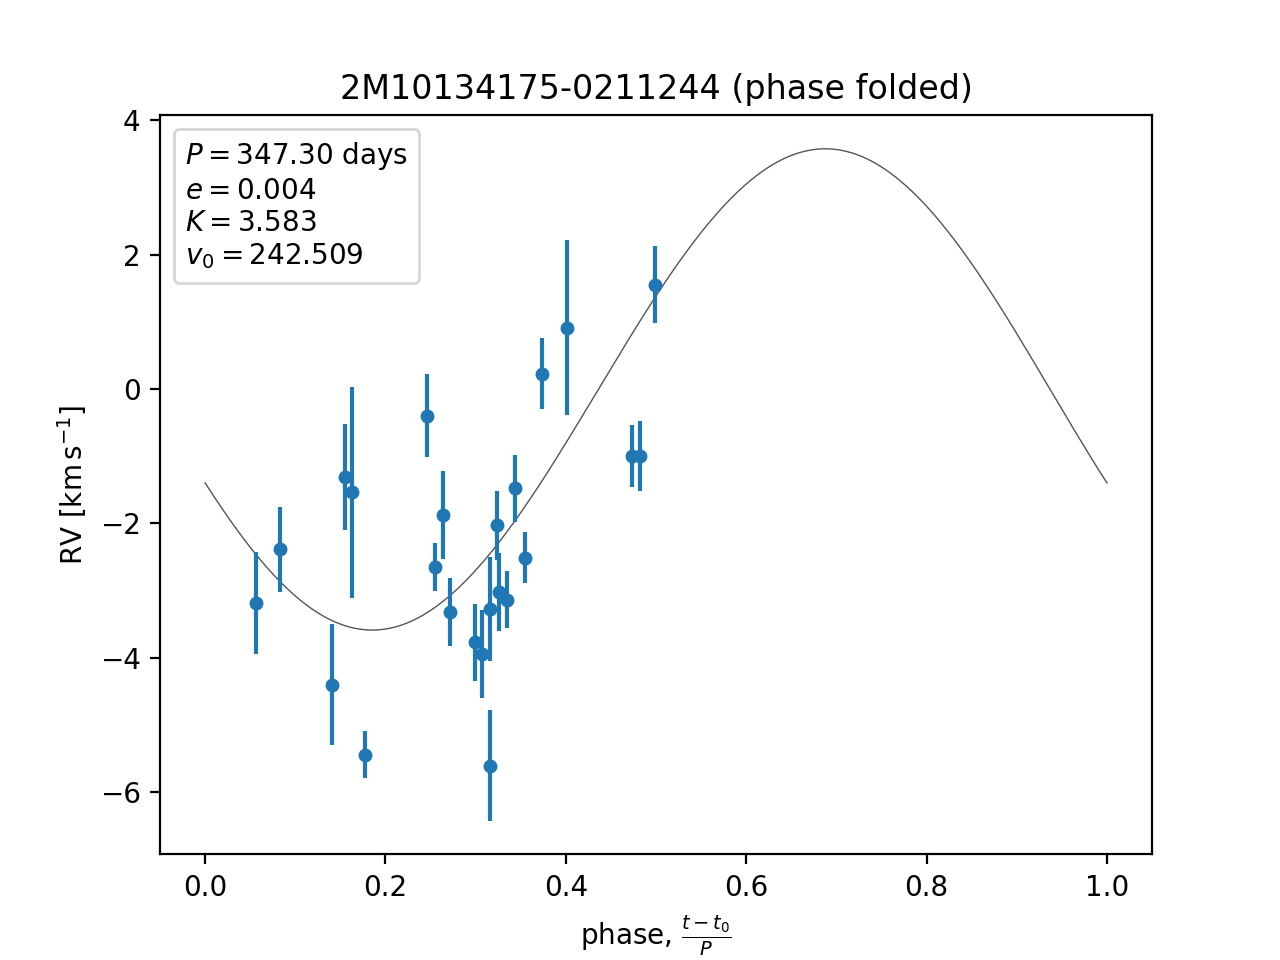 2M10134175-0211244 (phase folded)
P = 347.30 days
e = 0.004
K = 3.583
v₀ = 242.509
RV [km s⁻¹]
4
2
0
−2
−4
−6
0.0 0.2 0.4 0.6 0.8 1.0
phase, (t − t₀)/P